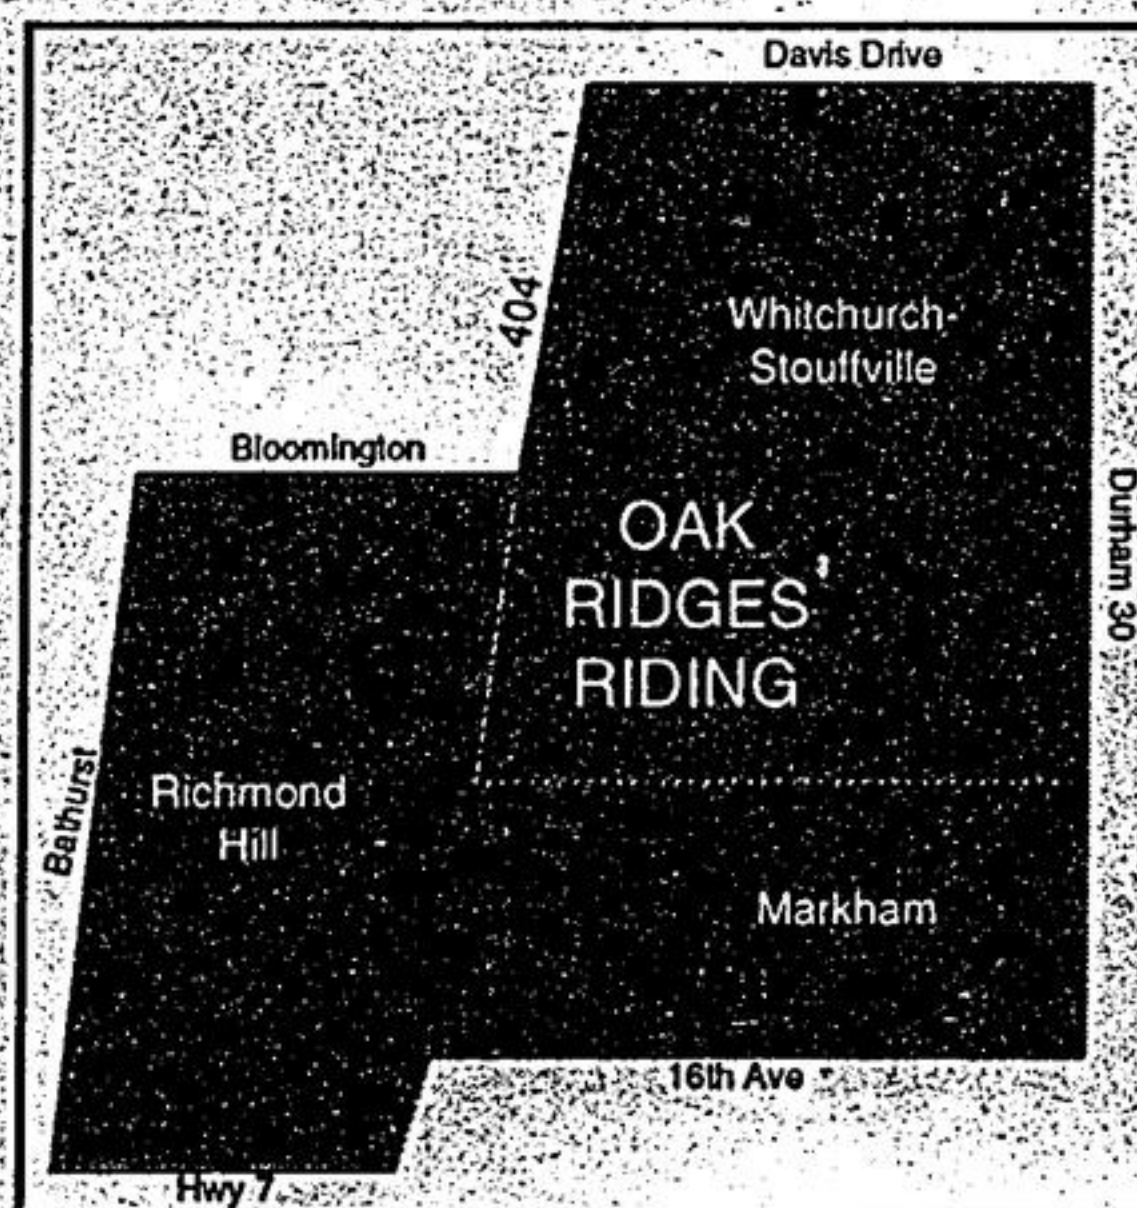 Davis Drive
404
Whitchurch-
Stouffville
Bloomington
OAK
RIDGES
RIDING
Durham 30
Bathurst
Richmond
Hill
Markham
16th Ave
Hwy 7